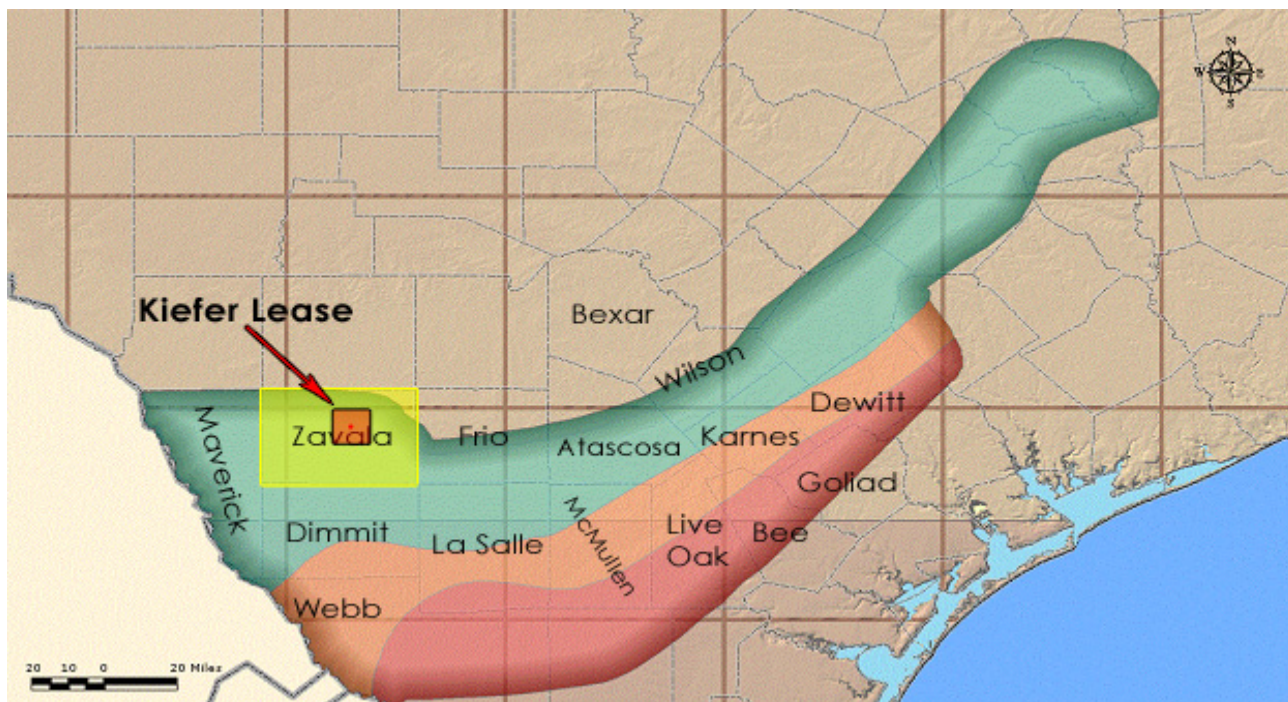 N
W E
S
Kiefer Lease
Bexar
Wilson
Maverick
Zavala
Frio
Atascosa
Karnes
Dewitt
Goliad
Dimmit
La Salle
McMullen
Live
Oak
Bee
Webb
20 10 0 20 Miles